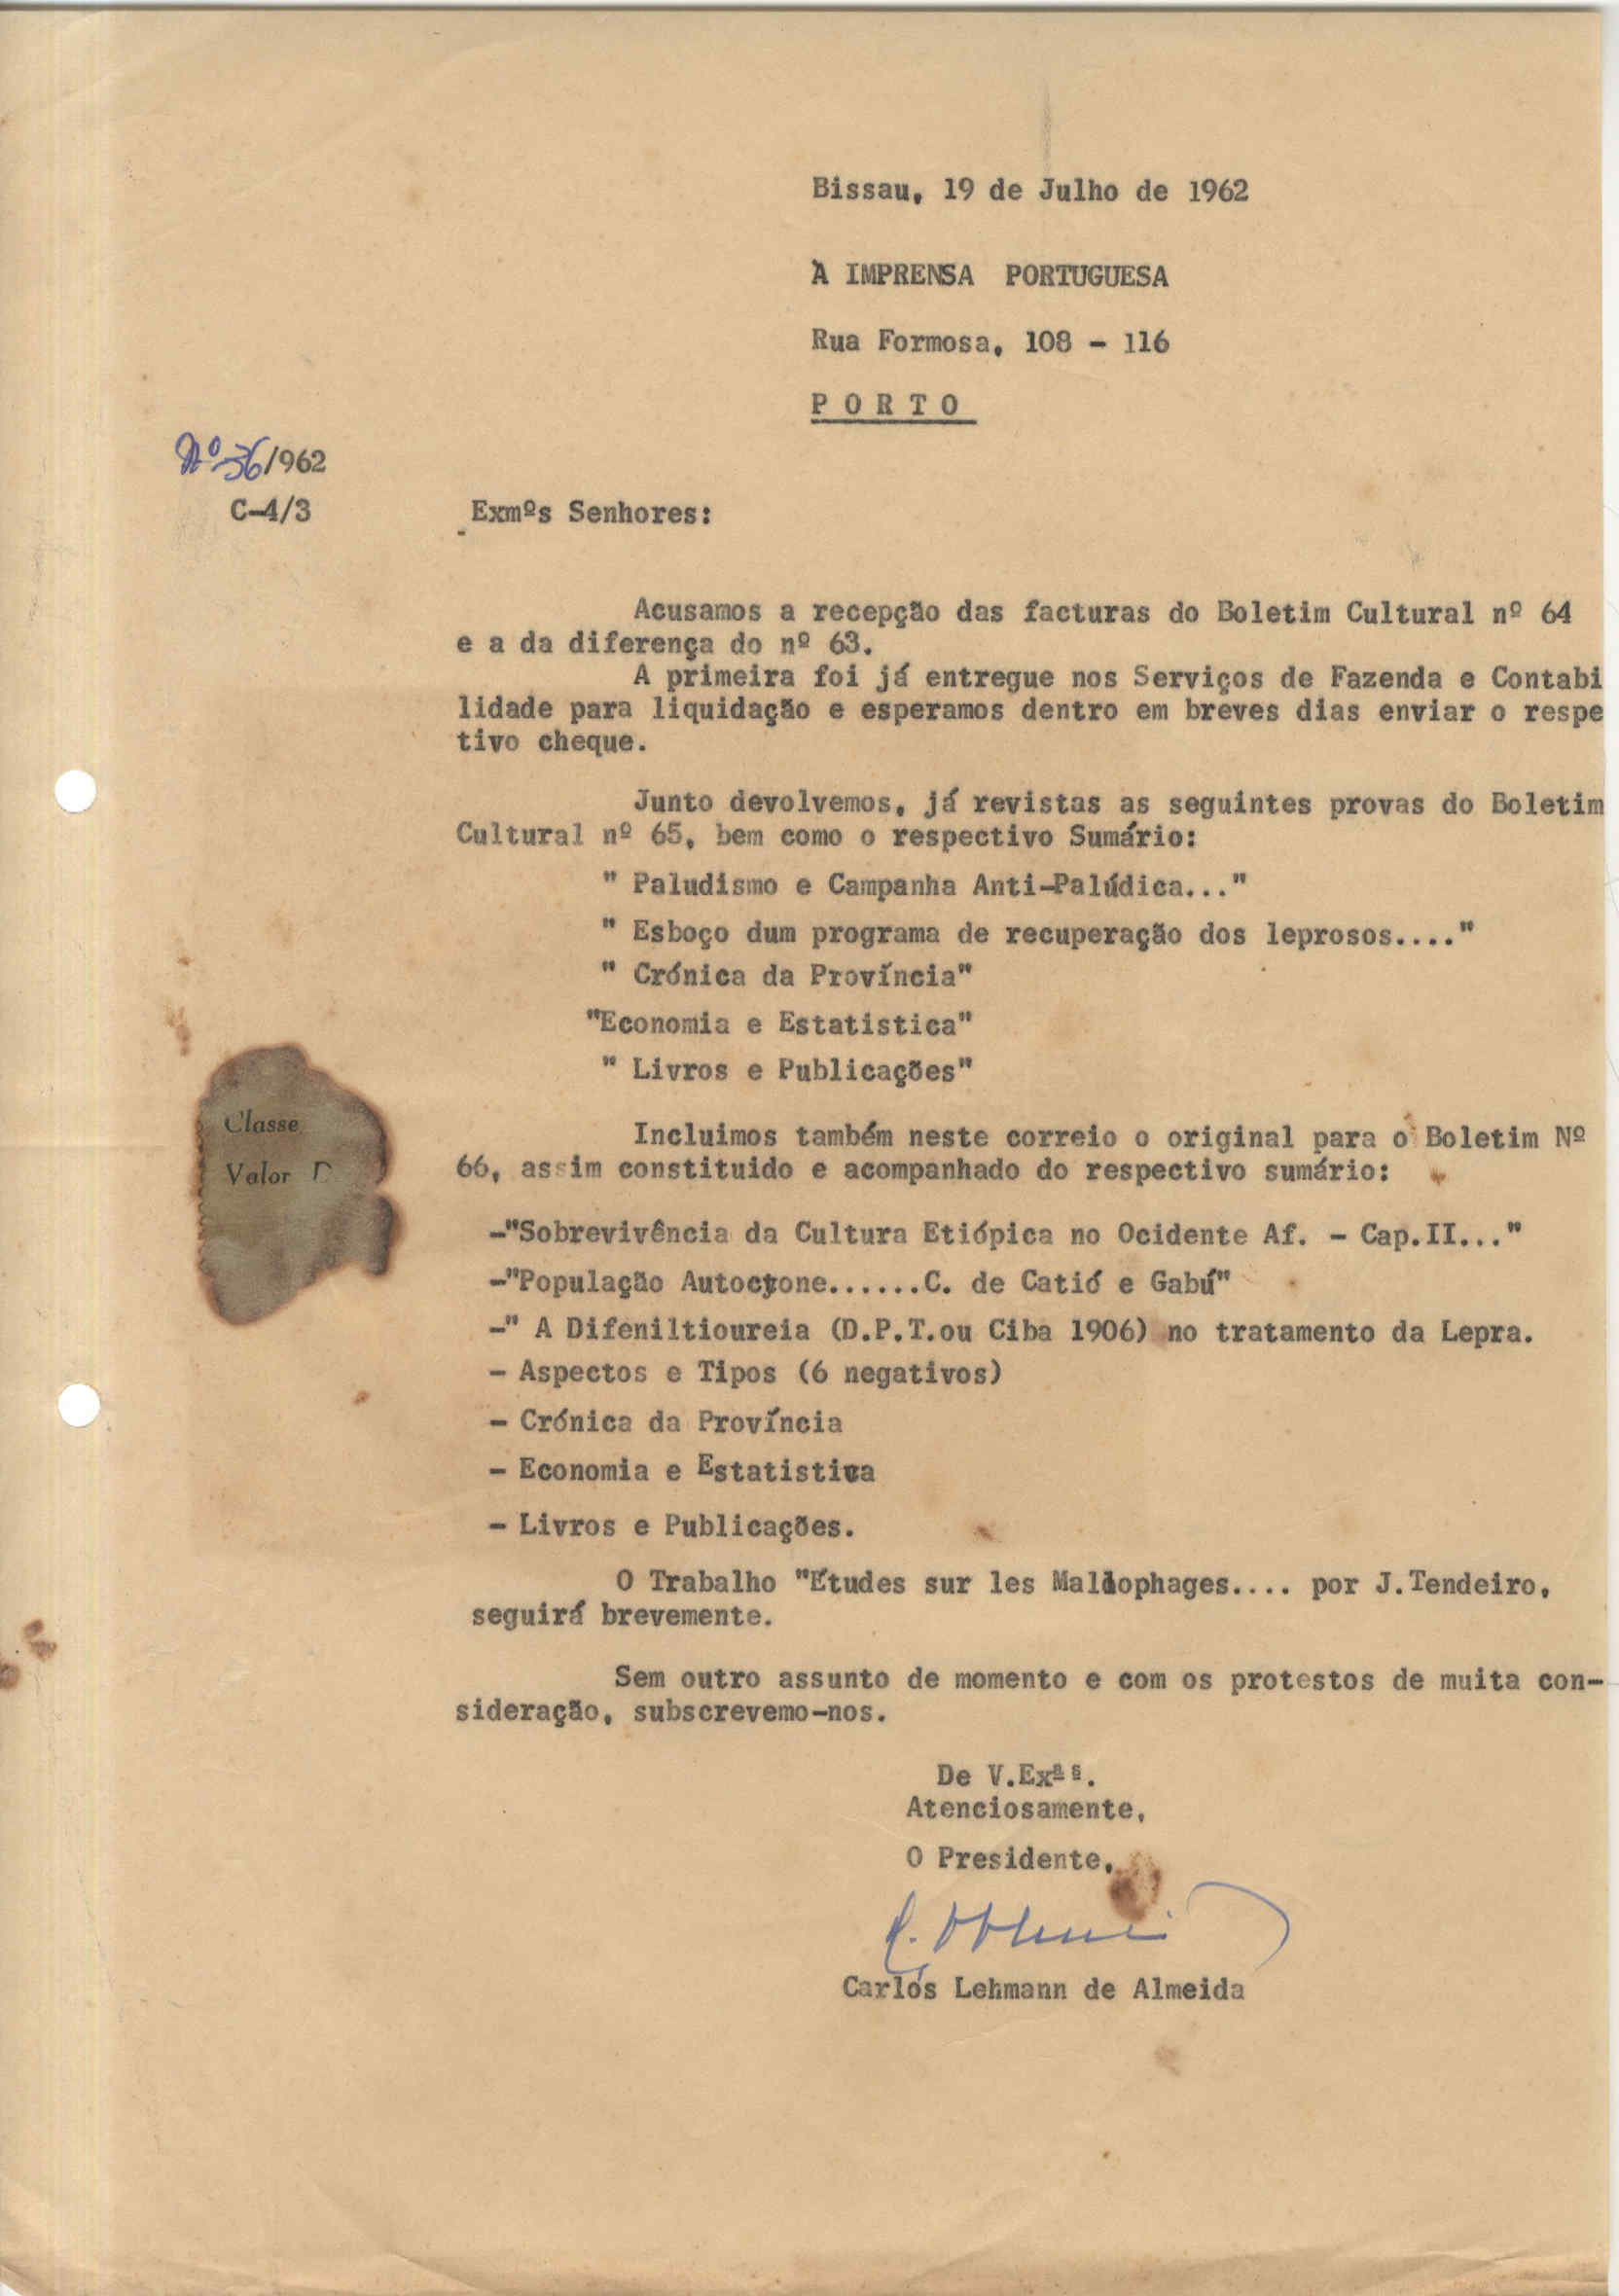 Bissau, 19 de Julho de 1962
À IMPRENSA PORTUGUESA
Rua Formosa, 108 - 116
PORTO
Nº 36/962
C-4/3
Exmºs Senhores:
Acusamos a recepção das facturas do Boletim Cultural nº 64
e a da diferença do nº 63.
A primeira foi já entregue nos Serviços de Fazenda e Contabi
lidade para liquidação e esperamos dentro em breves dias enviar o respe
tivo cheque.
Junto devolvemos, já revistas as seguintes provas do Boletim
Cultural nº 65, bem como o respectivo Sumário:
" Paludismo e Campanha Anti-Palúdica..."
" Esboço dum programa de recuperação dos leprosos...."
" Crónica da Província"
"Economia e Estatistica"
" Livros e Publicações"
Classe
Valor D
Incluimos também neste correio o original para o Boletim Nº
66, assim constituido e acompanhado do respectivo sumário:
-"Sobrevivência da Cultura Etiópica no Ocidente Af. - Cap.II..."
-"População Autoctone......C. de Catió e Gabú"
-" A Difeniltioureia (D.P.T.ou Ciba 1906) no tratamento da Lepra.
- Aspectos e Tipos (6 negativos)
- Crónica da Província
- Economia e Estatistica
- Livros e Publicações.
O Trabalho "Études sur les Mallophages.... por J.Tendeiro,
seguirá brevemente.
Sem outro assunto de momento e com os protestos de muita con-
sideração, subscrevemo-nos.
De V.Exªs.
Atenciosamente,
O Presidente,
Carlos Lehmann de Almeida